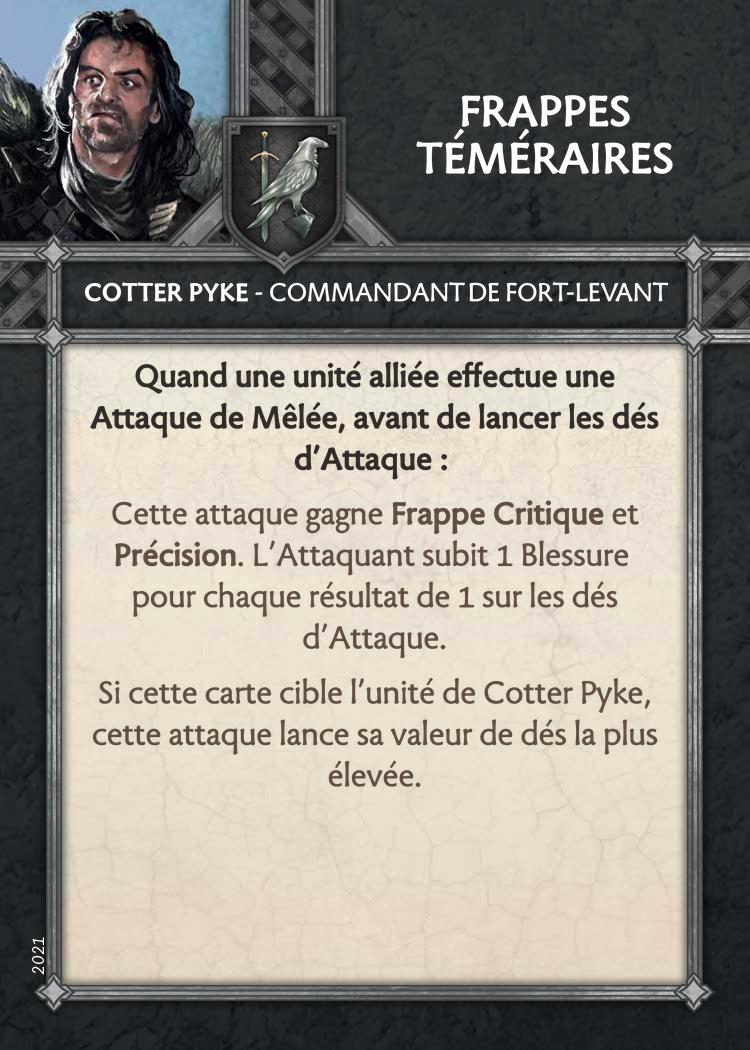 FRAPPES
TÉMÉRAIRES
COTTER PYKE - COMMANDANT DE FORT-LEVANT
Quand une unité alliée effectue une
Attaque de Mêlée, avant de lancer les dés
d'Attaque :
Cette attaque gagne Frappe Critique et
Précision. L'Attaquant subit 1 Blessure
pour chaque résultat de 1 sur les dés
d'Attaque.
Si cette carte cible l'unité de Cotter Pyke,
cette attaque lance sa valeur de dés la plus
élevée.
2021